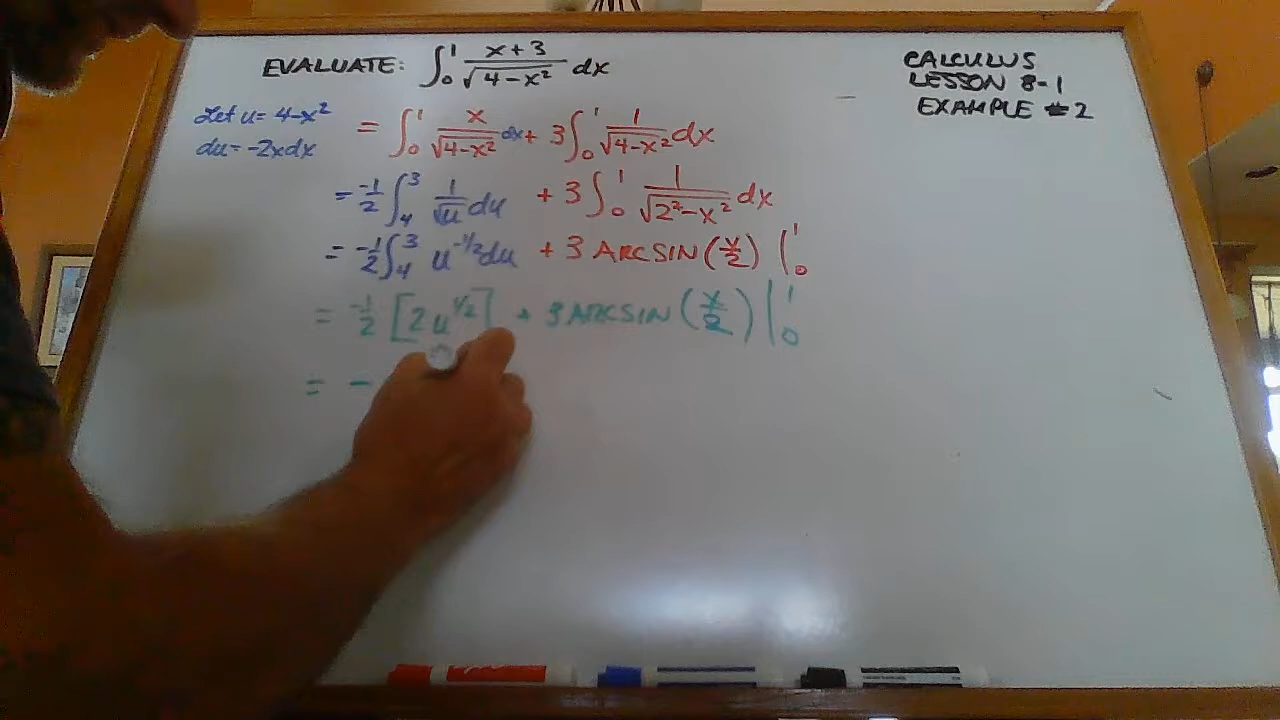 EVALUATE: ∫₀¹ (x+3)/√(4-x²) dx
CALCULUS
LESSON 8-1
EXAMPLE #2
Let u = 4-x²
du = -2x dx
= ∫₀¹ x/√(4-x²) dx + 3∫₀¹ 1/√(4-x²) dx
= -1/2 ∫₄³ 1/√u du + 3∫₀¹ 1/√(2²-x²) dx
= -1/2 ∫₄³ u^(-1/2) du + 3 ARCSIN(x/2) |₀¹
= -1/2 [2u^(1/2)] + 3 ARCSIN(x/2) |₀¹
= -